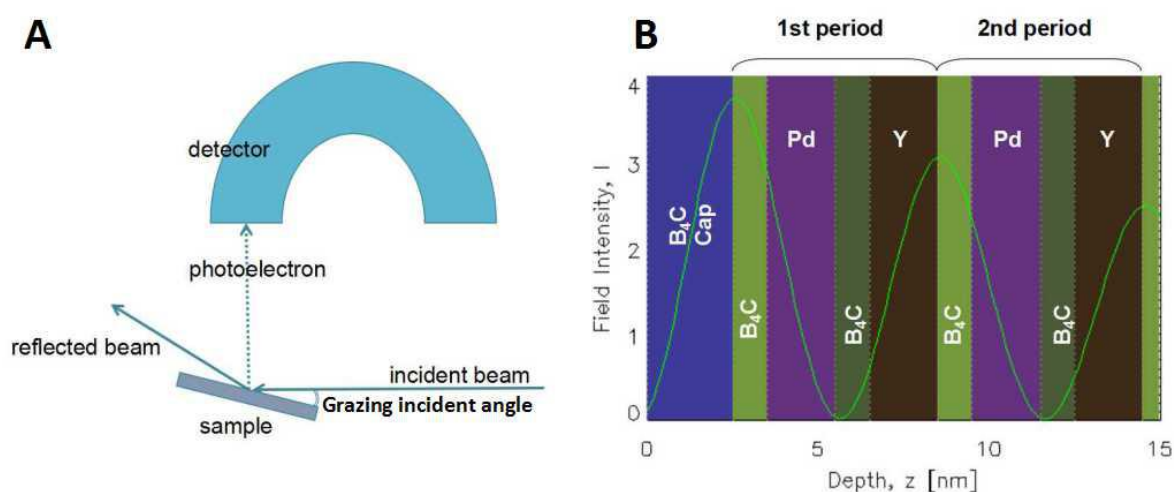 A
detector
photoelectron
reflected beam
incident beam
Grazing incident angle
sample
B
1st period
2nd period
Field Intensity, I
4
3
2
1
0
B₄C
Cap
B₄C
Pd
B₄C
Y
B₄C
Pd
B₄C
Y
0
5
10
15
Depth, z [nm]